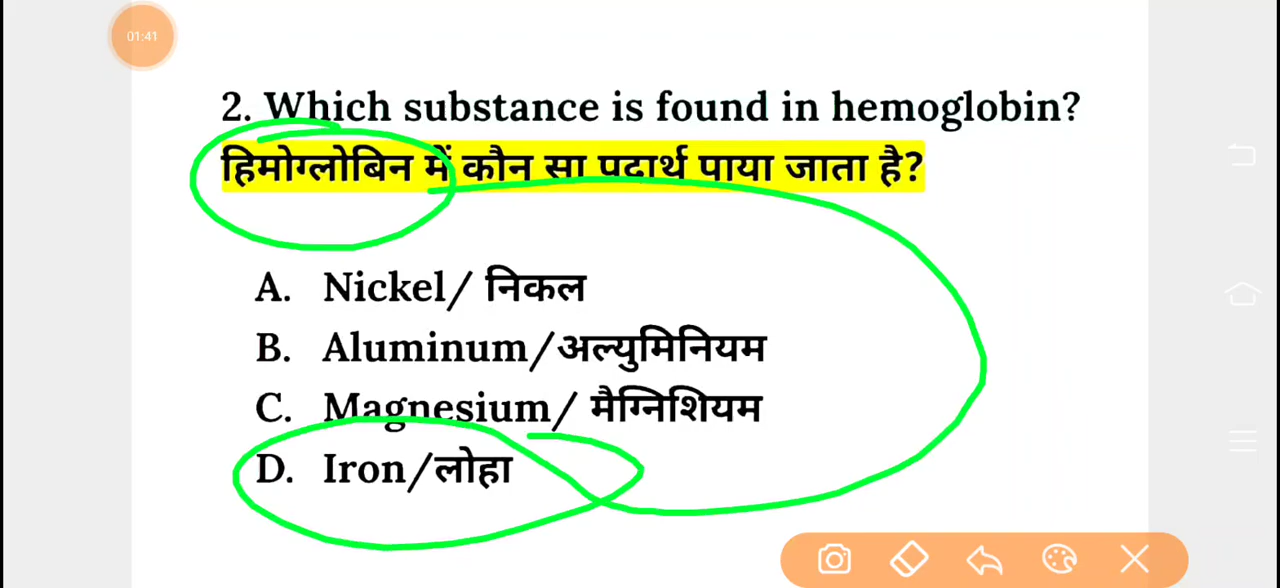 01:41
2. Which substance is found in hemoglobin?
हिमोग्लोबिन में कौन सा पदार्थ पाया जाता है?
A. Nickel/ निकल
B. Aluminum/अल्युमिनियम
C. Magnesium/ मैग्निशियम
D. Iron/लोहा